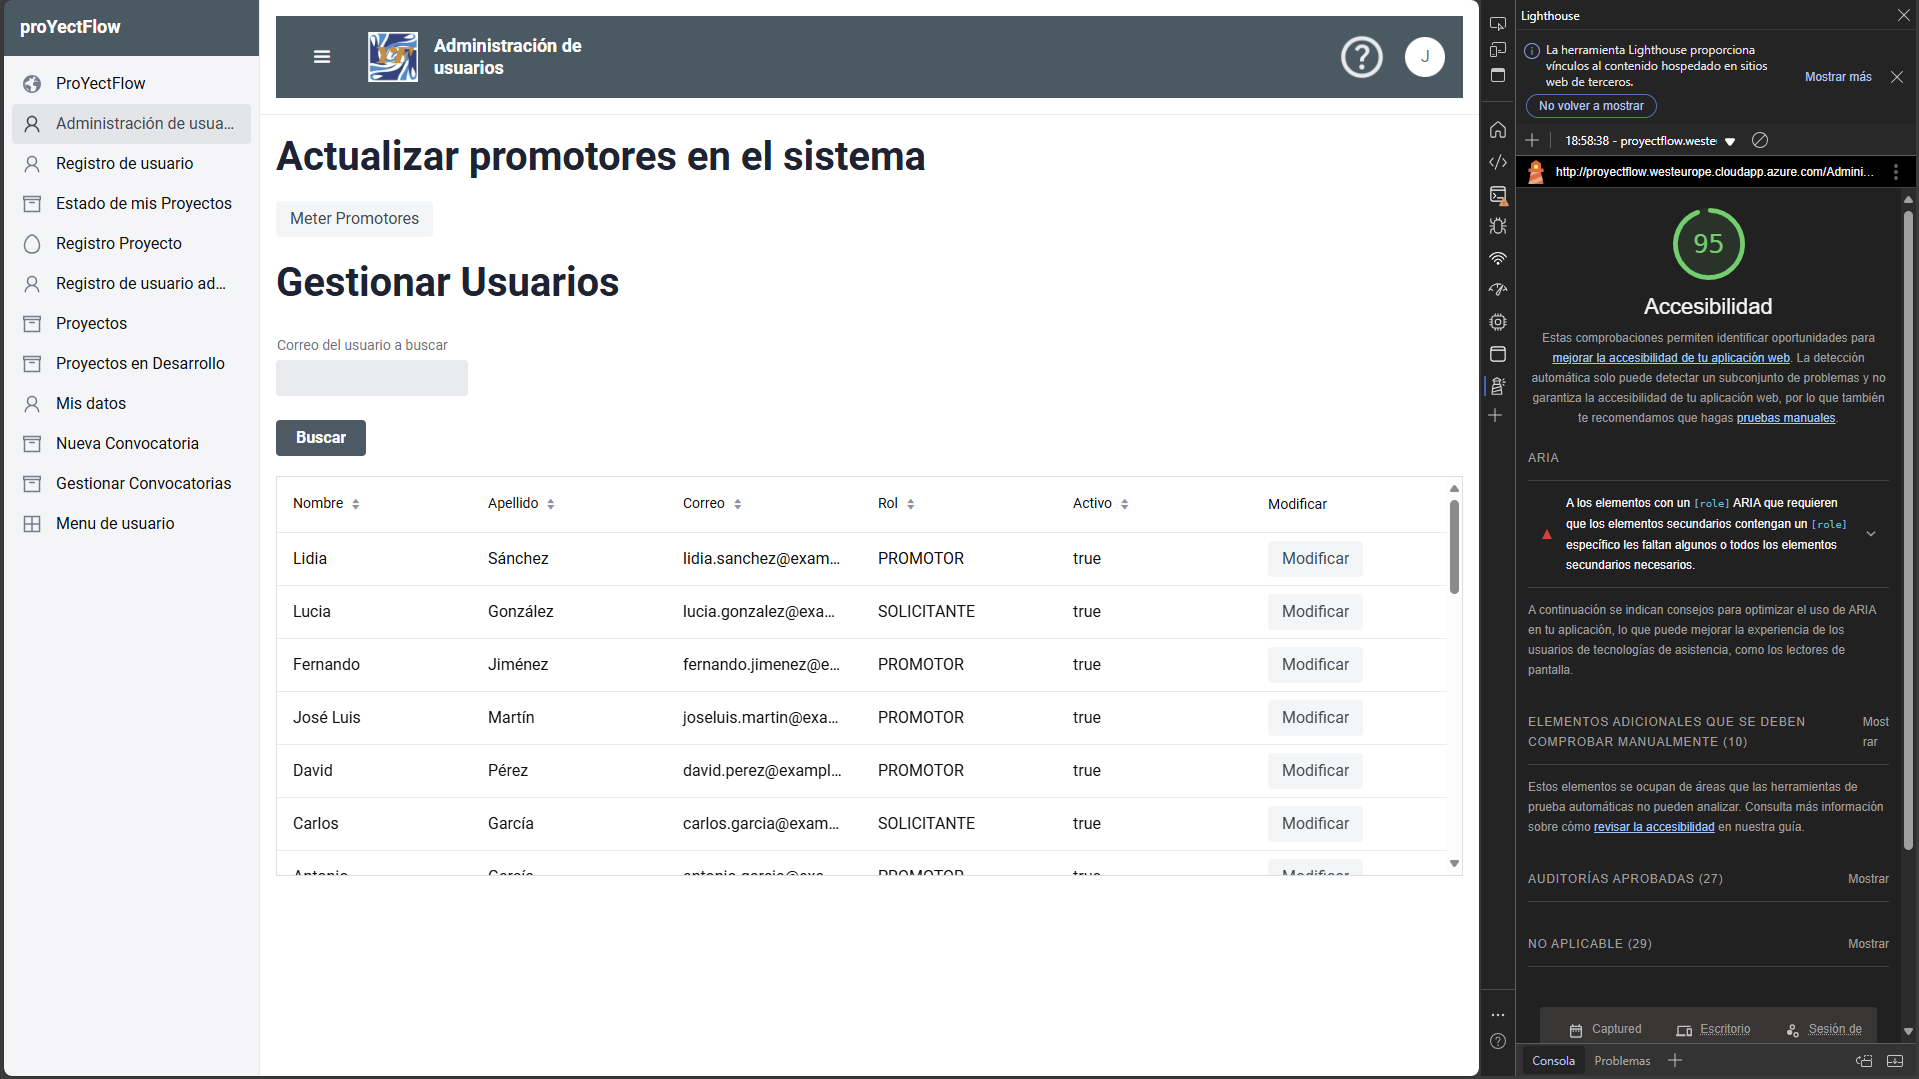 proYectFlow
ProYectFlow
Administración de usua...
Registro de usuario
Estado de mis Proyectos
Registro Proyecto
Registro de usuario ad...
Proyectos
Proyectos en Desarrollo
Mis datos
Nueva Convocatoria
Gestionar Convocatorias
Menu de usuario
Administración de
usuarios
J
Actualizar promotores en el sistema
Meter Promotores
Gestionar Usuarios
Correo del usuario a buscar
Buscar
Nombre Apellido Correo Rol Activo Modificar
Lidia Sánchez lidia.sanchez@exam... PROMOTOR true Modificar
Lucia González lucia.gonzalez@exa... SOLICITANTE true Modificar
Fernando Jiménez fernando.jimenez@e... PROMOTOR true Modificar
José Luis Martín joseluis.martin@exa... PROMOTOR true Modificar
David Pérez david.perez@exampl... PROMOTOR true Modificar
Carlos García carlos.garcia@exam... SOLICITANTE true Modificar
Antonio García antonio.garcia@exa... PROMOTOR true Modificar
Lighthouse
La herramienta Lighthouse proporciona
vínculos al contenido hospedado en sitios
web de terceros.
Mostrar más
No volver a mostrar
18:58:38 - proyectflow.weste
http://proyectflow.westeurope.cloudapp.azure.com/Admini...
95
Accesibilidad
Estas comprobaciones permiten identificar oportunidades para
mejorar la accesibilidad de tu aplicación web. La detección
automática solo puede detectar un subconjunto de problemas y no
garantiza la accesibilidad de tu aplicación web, por lo que también
te recomendamos que hagas pruebas manuales.
ARIA
A los elementos con un [role] ARIA que requieren
que los elementos secundarios contengan un [role]
específico les faltan algunos o todos los elementos
secundarios necesarios.
A continuación se indican consejos para optimizar el uso de ARIA
en tu aplicación, lo que puede mejorar la experiencia de los
usuarios de tecnologías de asistencia, como los lectores de
pantalla.
ELEMENTOS ADICIONALES QUE SE DEBEN Most
COMPROBAR MANUALMENTE (10) rar
Estos elementos se ocupan de áreas que las herramientas de
prueba automáticas no pueden analizar. Consulta más información
sobre cómo revisar la accesibilidad en nuestra guía.
AUDITORÍAS APROBADAS (27) Mostrar
NO APLICABLE (29) Mostrar
Captured Escritorio Sesión de
Consola Problemas